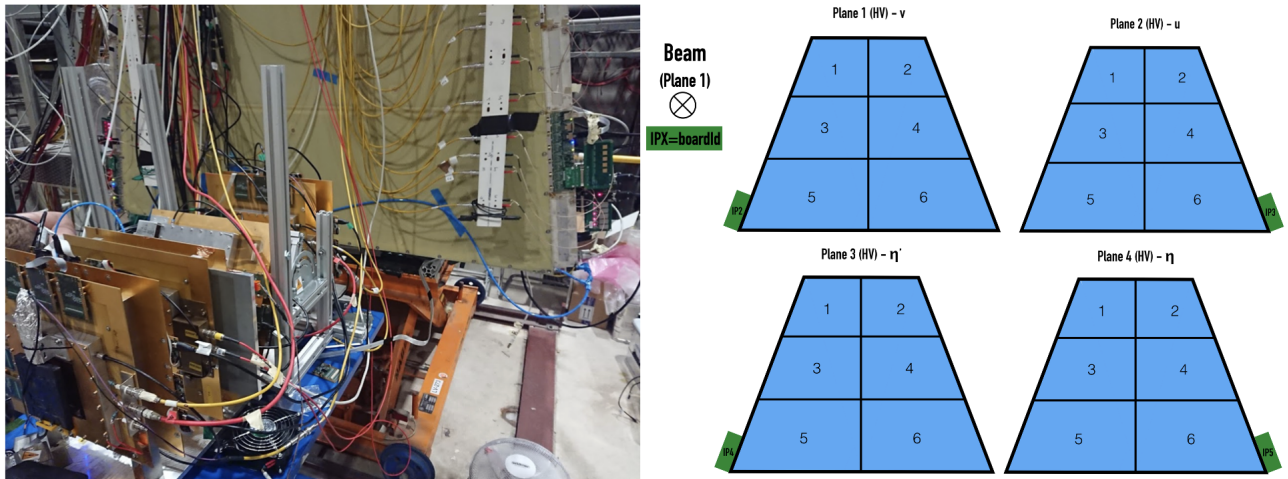 Beam
(Plane 1)
IPX=boardId
Plane 1 (HV) - v
1 2
3 4
5 6
IP2
Plane 2 (HV) - u
1 2
3 4
5 6
IP3
Plane 3 (HV) - η'
1 2
3 4
5 6
IP4
Plane 4 (HV) - η
1 2
3 4
5 6
IP5